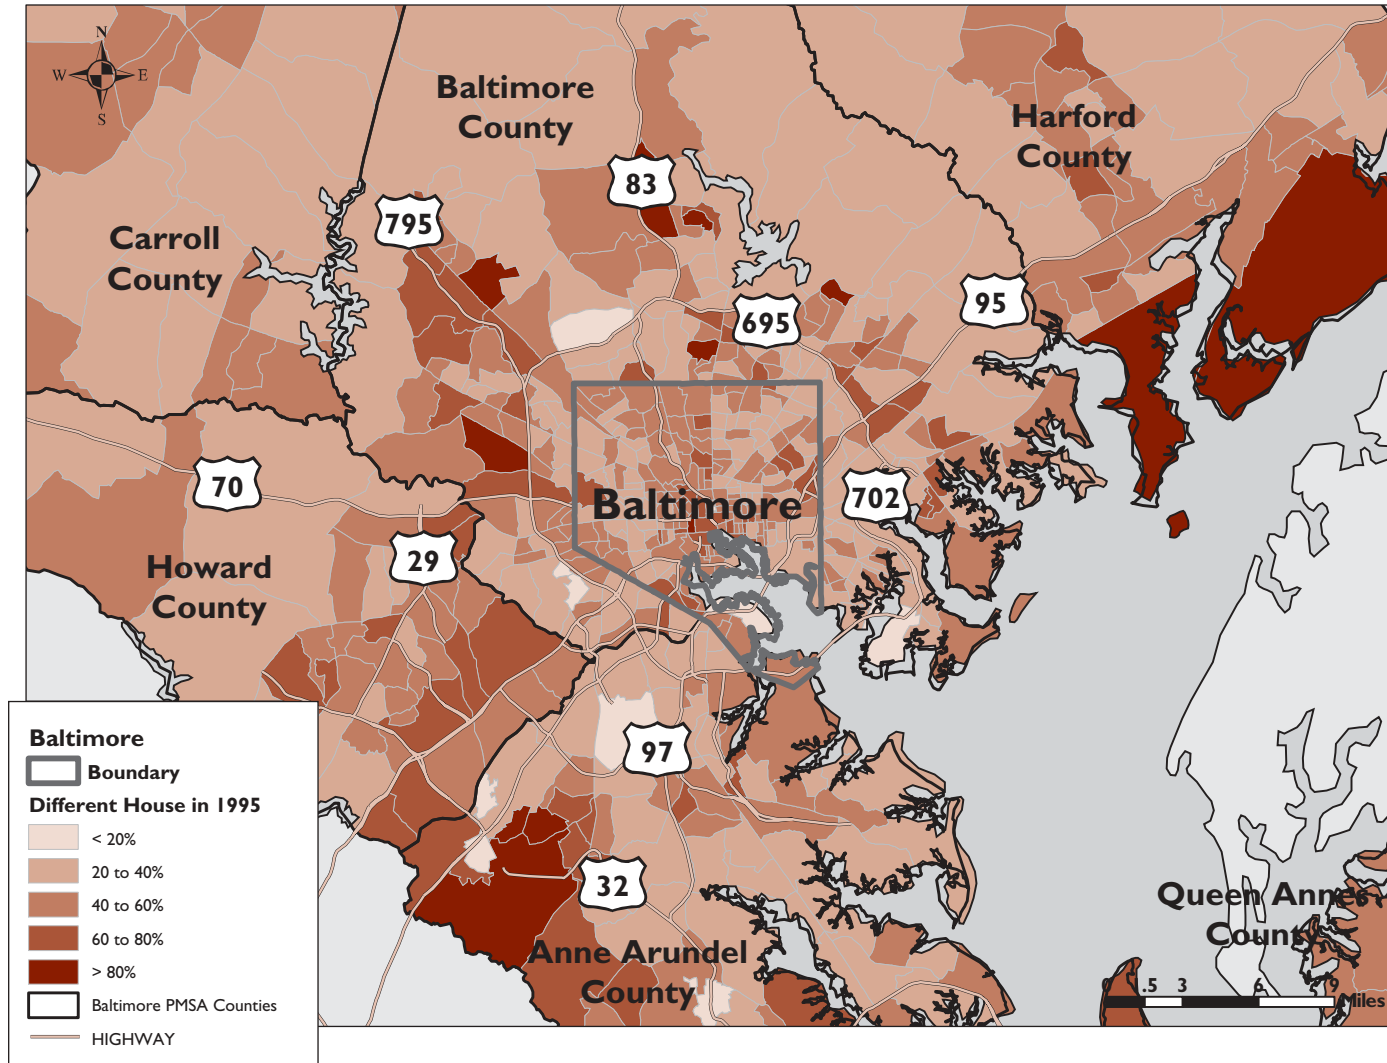 N
W E
S
Baltimore
County
Harford
County
83
795
Carroll
County
95
695
70
Baltimore
702
29
Howard
County
97
32
Anne Arundel
County
Queen Annes
County
Baltimore
Boundary
Different House in 1995
< 20%
20 to 40%
40 to 60%
60 to 80%
> 80%
Baltimore PMSA Counties
HIGHWAY
0 1.5 3 6 9
Miles